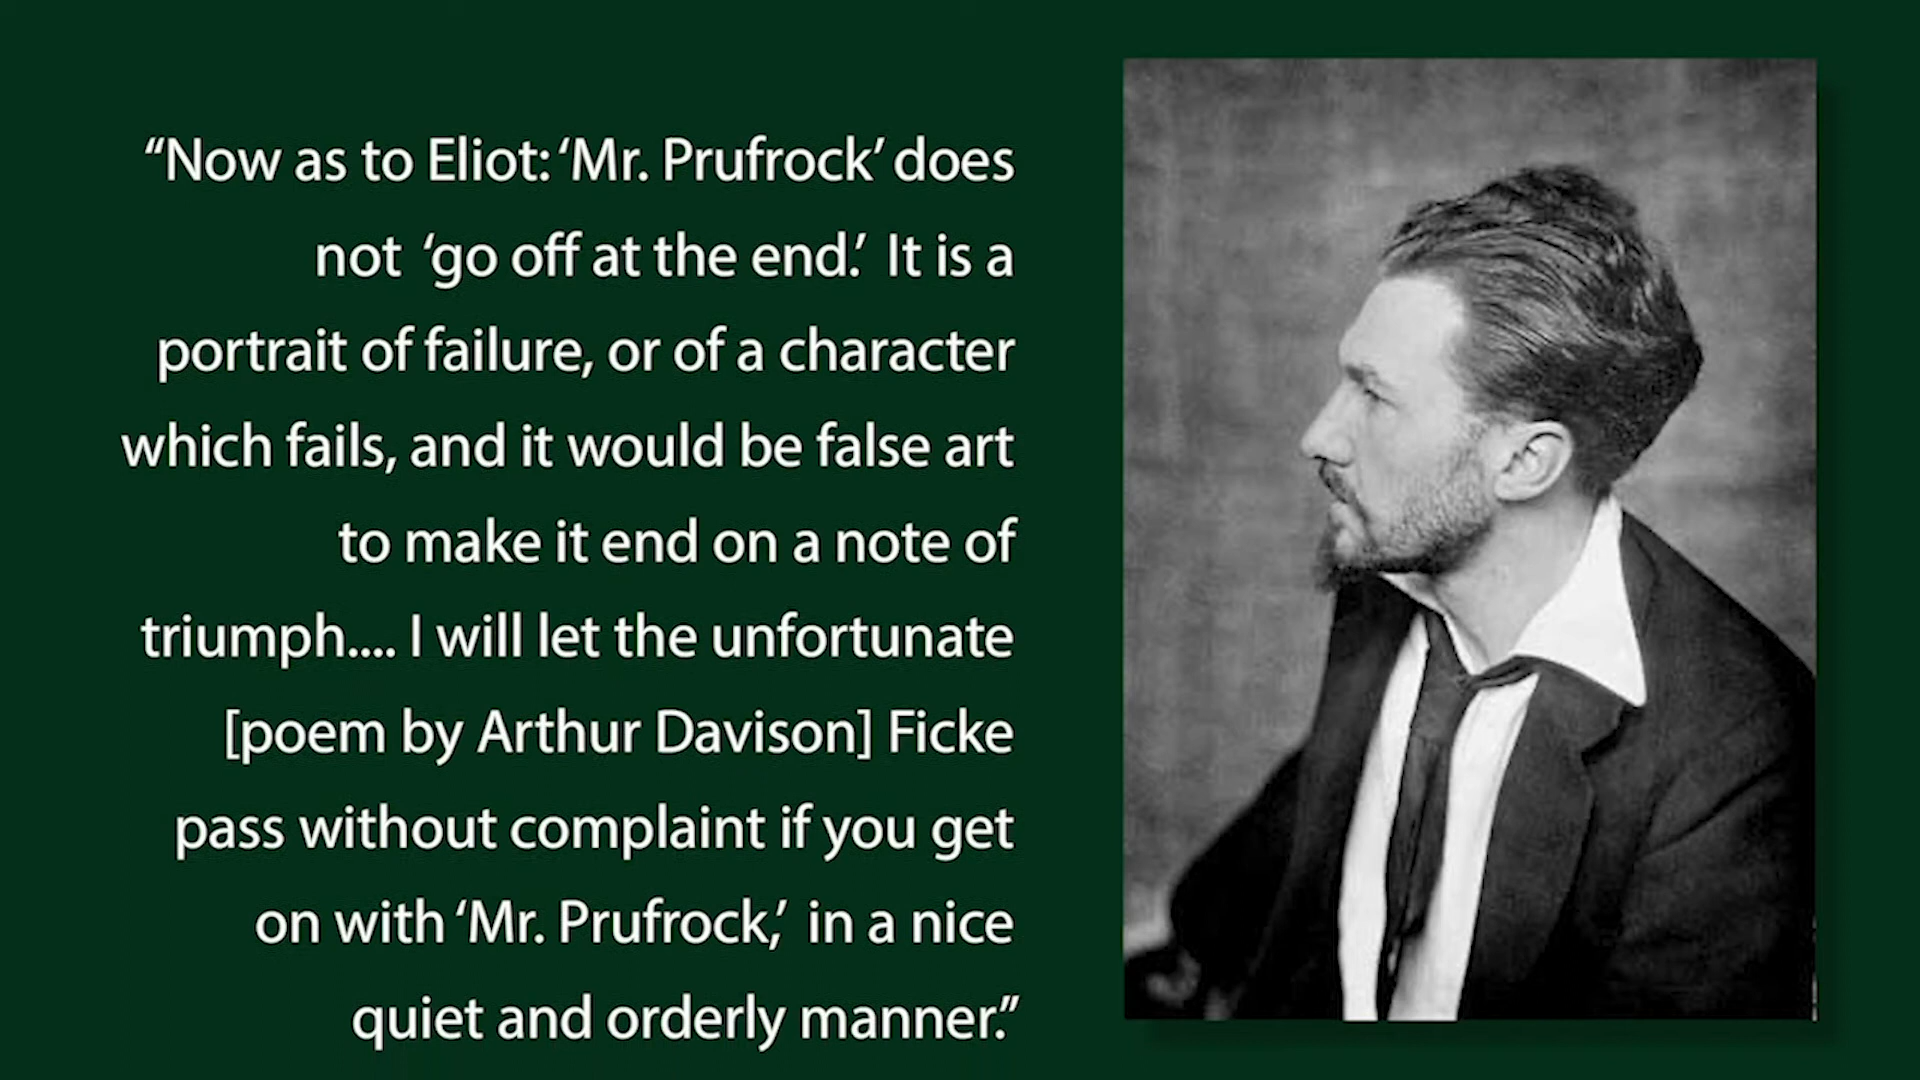 “Now as to Eliot: ‘Mr. Prufrock’ does
not ‘go off at the end.’ It is a
portrait of failure, or of a character
which fails, and it would be false art
to make it end on a note of
triumph.... I will let the unfortunate
[poem by Arthur Davison] Ficke
pass without complaint if you get
on with ‘Mr. Prufrock,’ in a nice
quiet and orderly manner.”